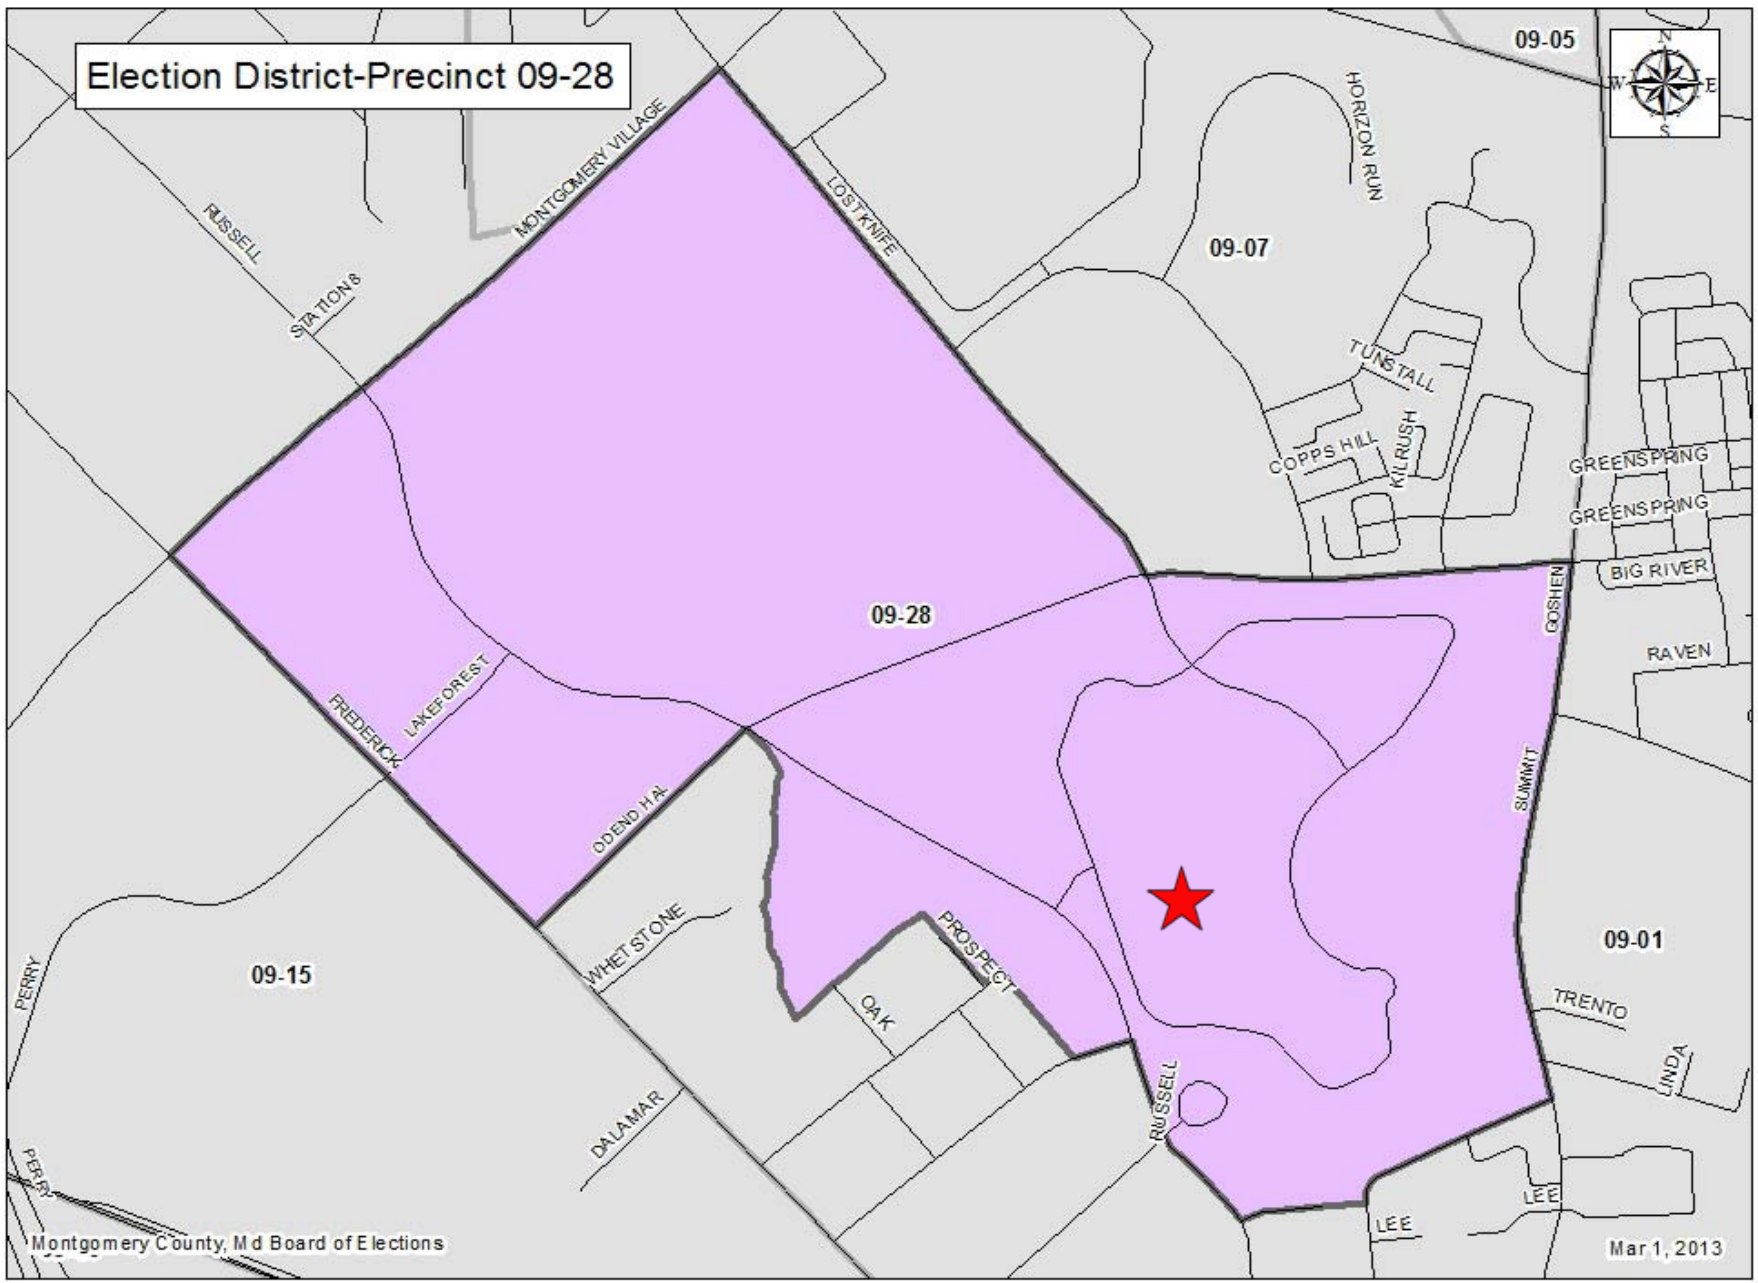 Election District-Precinct 09-28
09-05
N
W
E
S
HORIZON RUN
MONTGOMERY VILLAGE
LOST KNIFE
RUSSELL
09-07
STATION 8
TUNSTALL
KILRUSH
COPPS HILL
GREENSPRING
GREENSPRING
BIG RIVER
GOSHEN
09-28
RAVEN
LAKEFOREST
FREDERICK
SUMMIT
ODEND HAL
WHETSTONE
PROSPECT
09-01
09-15
PERRY
OAK
TRENTO
LINDA
RUSSELL
DALAMAR
PERRY
LEE
LEE
Montgomery County, Md Board of Elections
Mar 1, 2013